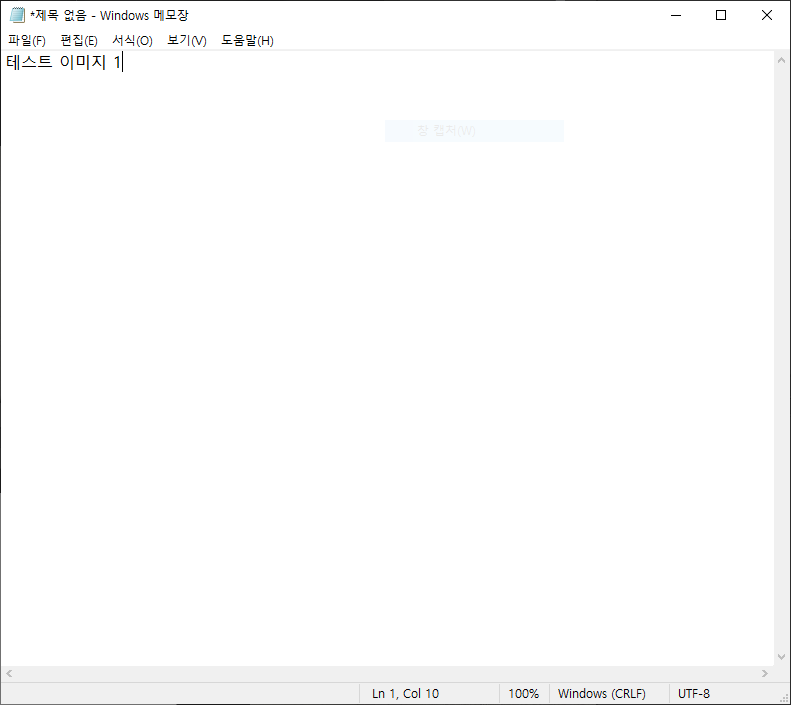 *제목 없음 - Windows 메모장
파일(F) 편집(E) 서식(O) 보기(V) 도움말(H)
테스트 이미지 1
창 캡처(W)
Ln 1, Col 10 100% Windows (CRLF) UTF-8